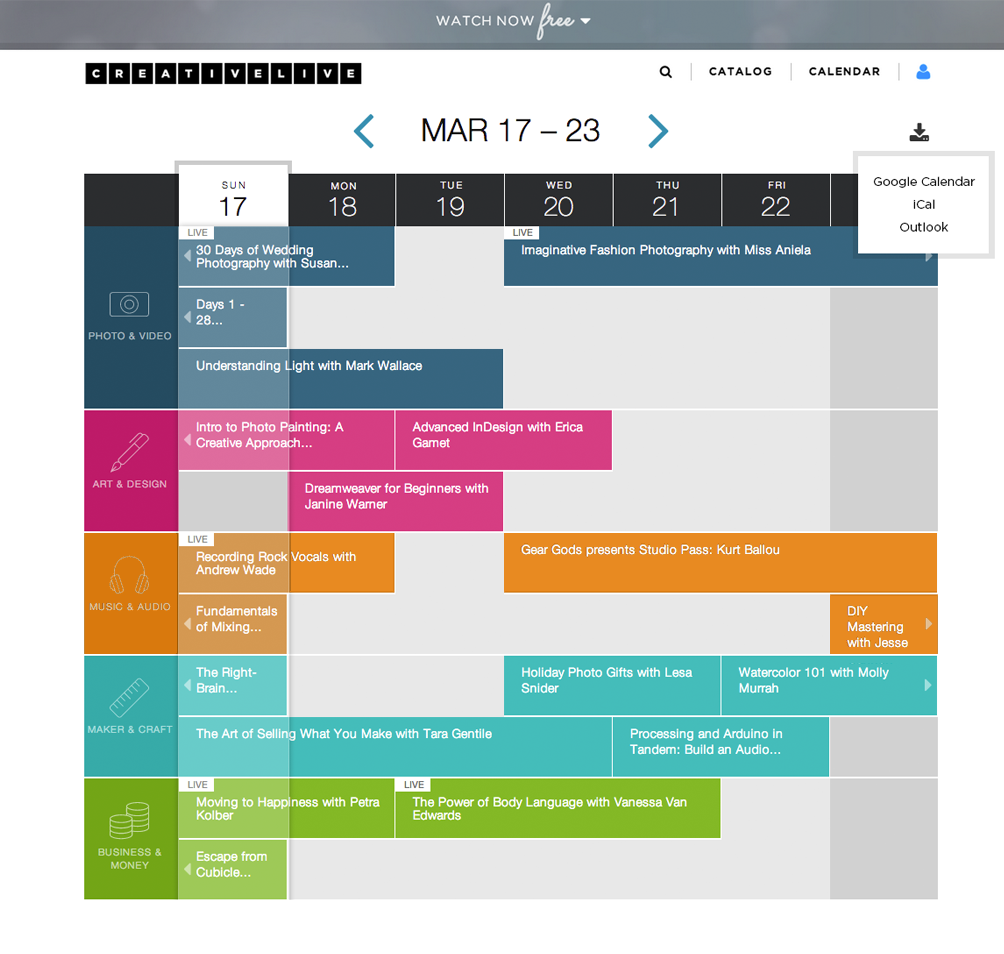 WATCH NOW free
CREATIVELIVE
CATALOG
CALENDAR
MAR 17 – 23
Google Calendar
iCal
Outlook
SUN
17
MON
18
TUE
19
WED
20
THU
21
FRI
22
PHOTO & VIDEO
LIVE
30 Days of Wedding
Photography with Susan...
LIVE
Imaginative Fashion Photography with Miss Aniela
Days 1 -
28...
Understanding Light with Mark Wallace
ART & DESIGN
Intro to Photo Painting: A
Creative Approach...
Advanced InDesign with Erica
Gamet
Dreamweaver for Beginners with
Janine Warner
MUSIC & AUDIO
LIVE
Recording Rock Vocals with
Andrew Wade
Gear Gods presents Studio Pass: Kurt Ballou
Fundamentals
of Mixing...
DIY
Mastering
with Jesse
MAKER & CRAFT
The Right-
Brain...
Holiday Photo Gifts with Lesa
Snider
Watercolor 101 with Molly
Murrah
The Art of Selling What You Make with Tara Gentile
Processing and Arduino in
Tandem: Build an Audio...
BUSINESS &
MONEY
LIVE
Moving to Happiness with Petra
Kolber
LIVE
The Power of Body Language with Vanessa Van
Edwards
Escape from
Cubicle...